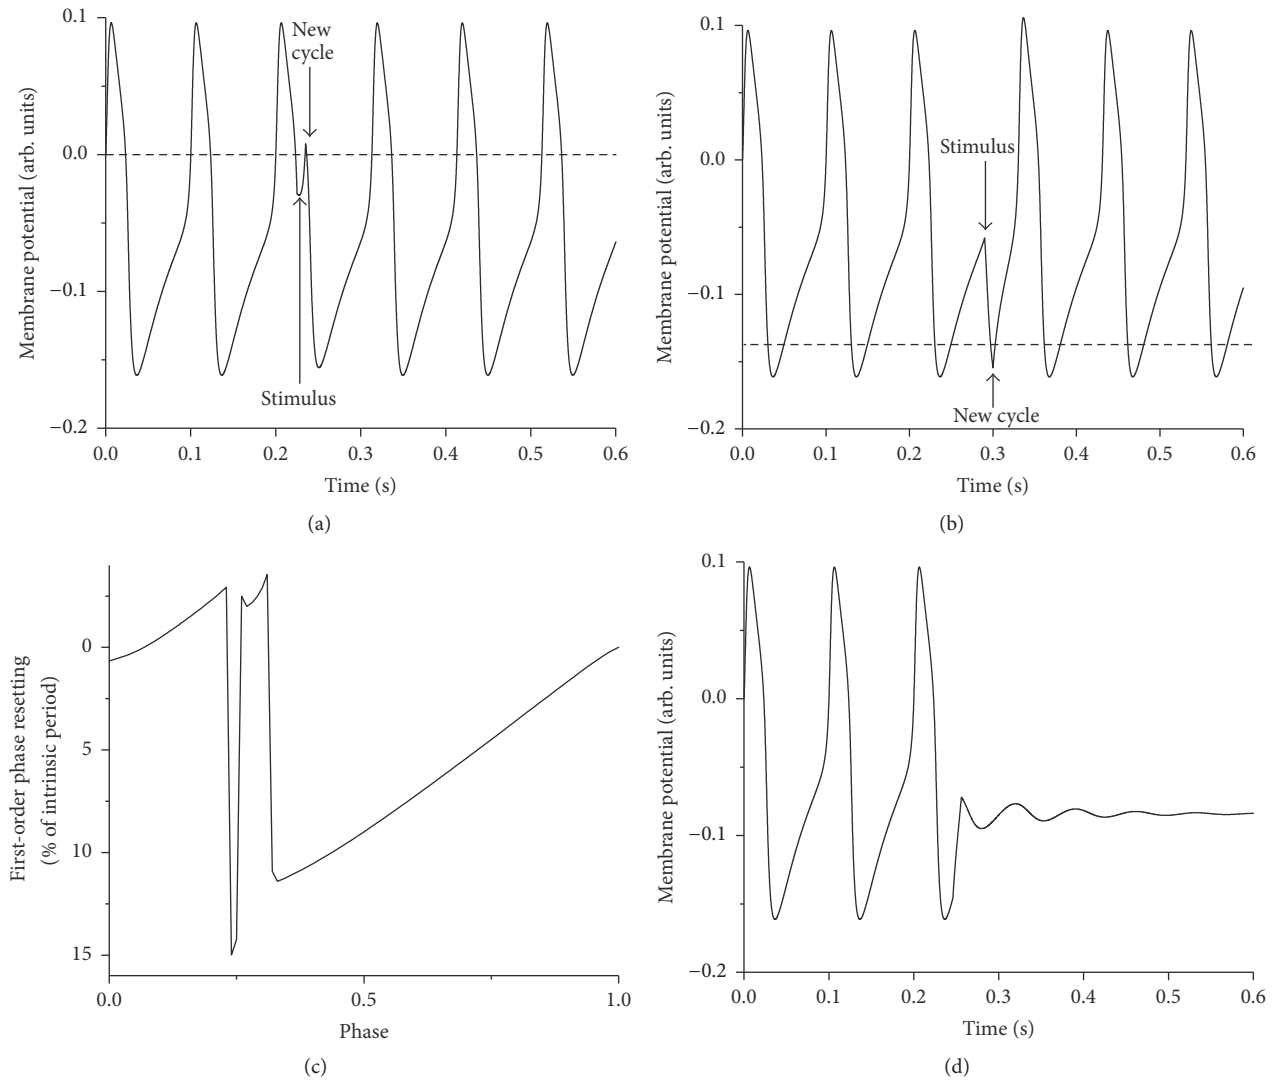 0.1
0.0
−0.1
−0.2
Membrane potential (arb. units)
New
cycle
Stimulus
0.0 0.1 0.2 0.3 0.4 0.5 0.6
Time (s)
(a)
0.1
0.0
−0.1
−0.2
Membrane potential (arb. units)
Stimulus
New cycle
0.0 0.1 0.2 0.3 0.4 0.5 0.6
Time (s)
(b)
First-order phase resetting
(% of intrinsic period)
0
5
10
15
0.0 0.5 1.0
Phase
(c)
0.1
0.0
−0.1
−0.2
Membrane potential (arb. units)
0.0 0.1 0.2 0.3 0.4 0.5 0.6
Time (s)
(d)